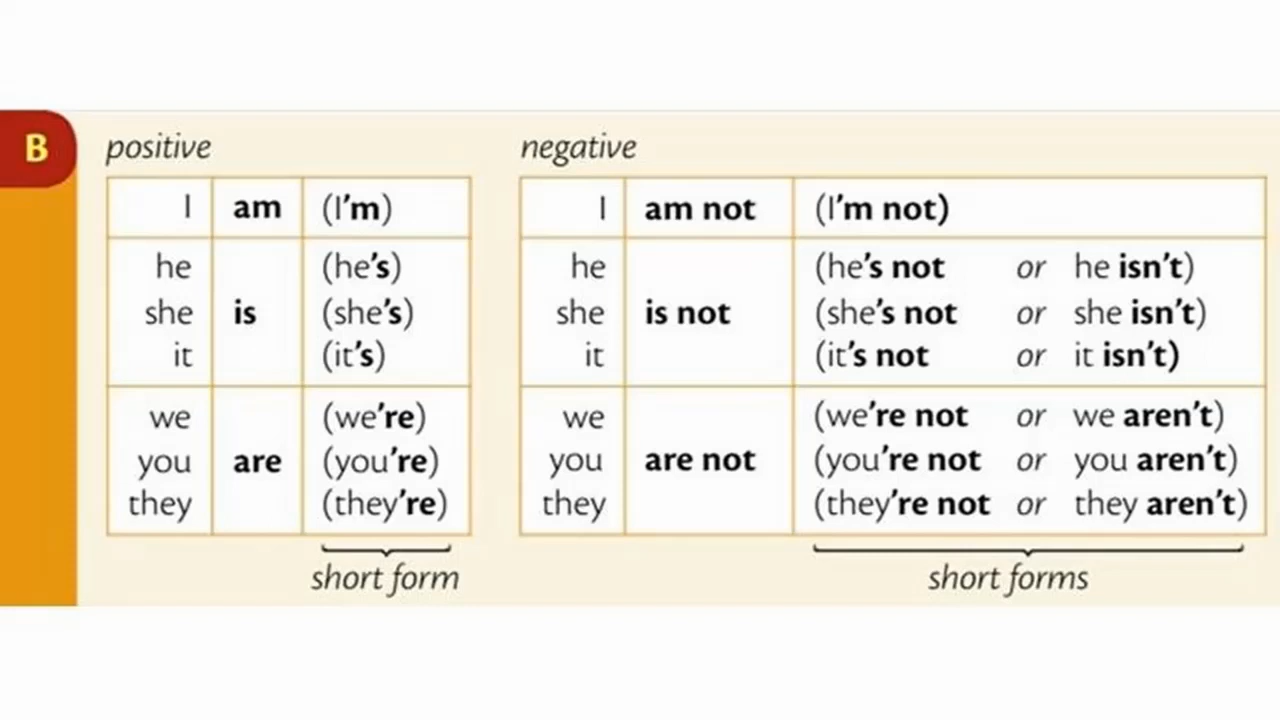 B
positive
I am (I'm)
he (he's)
she is (she's)
it (it's)
we (we're)
you are (you're)
they (they're)
short form
negative
I am not (I'm not)
he (he's not or he isn't)
she is not (she's not or she isn't)
it (it's not or it isn't)
we (we're not or we aren't)
you are not (you're not or you aren't)
they (they're not or they aren't)
short forms